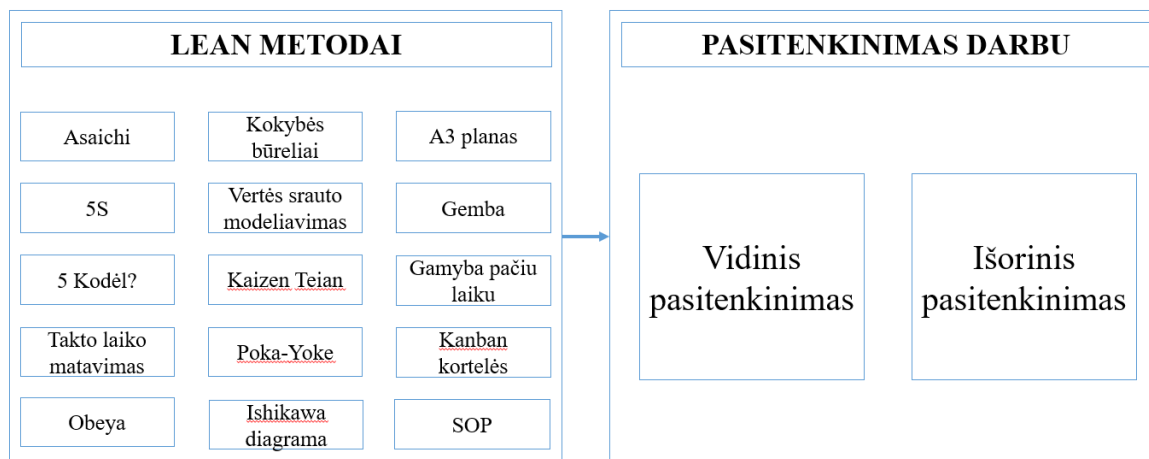 LEAN METODAI
PASITENKINIMAS DARBU
Asaichi
Kokybės
būreliai
A3 planas
5S
Vertės srauto
modeliavimas
Gemba
5 Kodėl?
Kaizen Teian
Gamyba pačiu
laiku
Takto laiko
matavimas
Poka-Yoke
Kanban
kortelės
Obeya
Ishikawa
diagrama
SOP
Vidinis
pasitenkinimas
Išorinis
pasitenkinimas